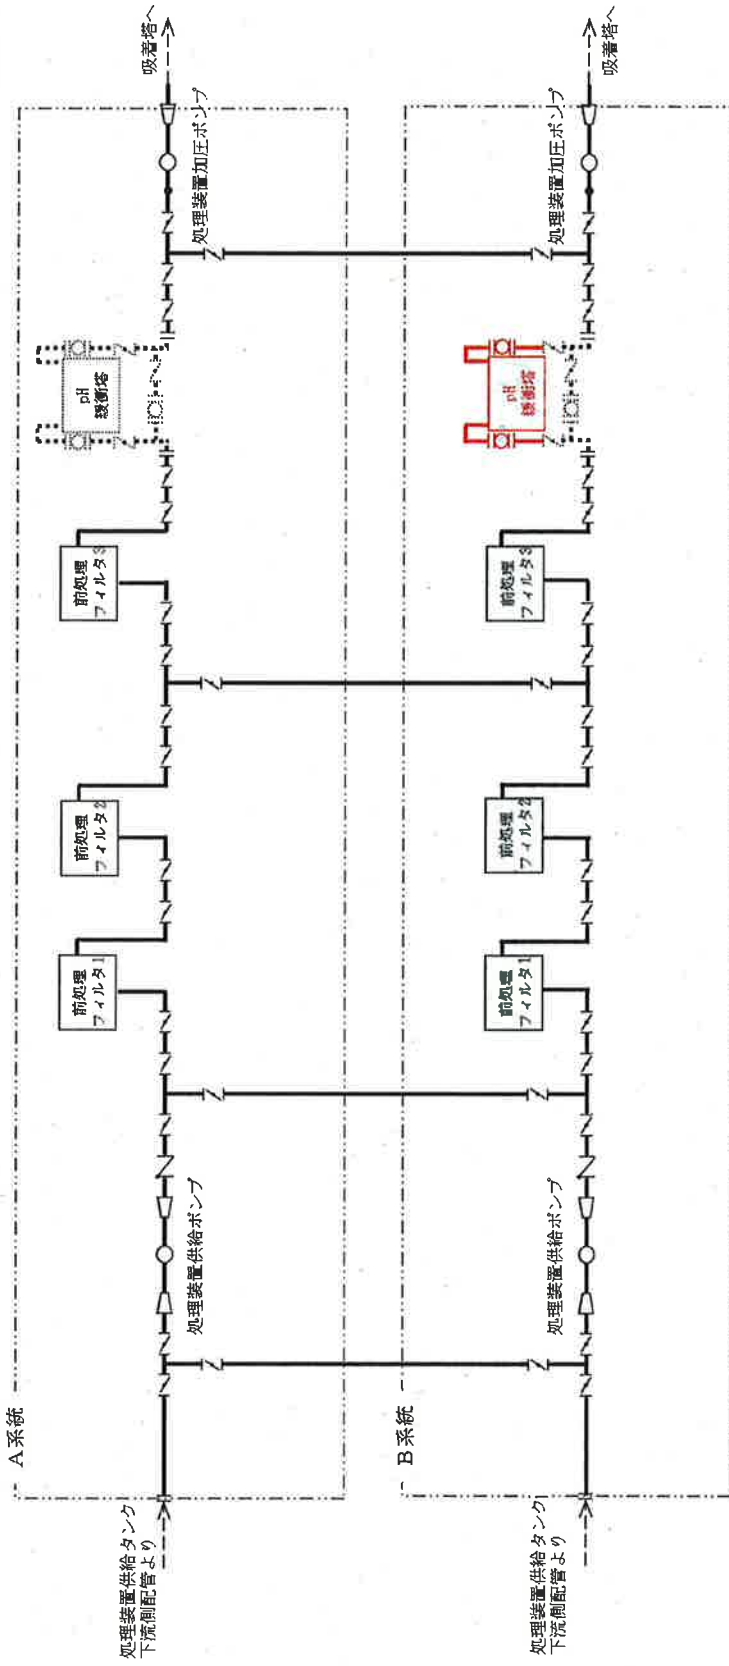 A系統
処理装置供給タンク
下流側配管より
処理装置供給ポンプ
前処理
フィルタ1
前処理
フィルタ2
前処理
フィルタ3
pH
緩衝塔
処理装置加圧ポンプ
吸着塔へ
B系統
処理装置供給タンク
下流側配管より
処理装置供給ポンプ
前処理
フィルタ1
前処理
フィルタ2
前処理
フィルタ3
pH
緩衝塔
処理装置加圧ポンプ
吸着塔へ